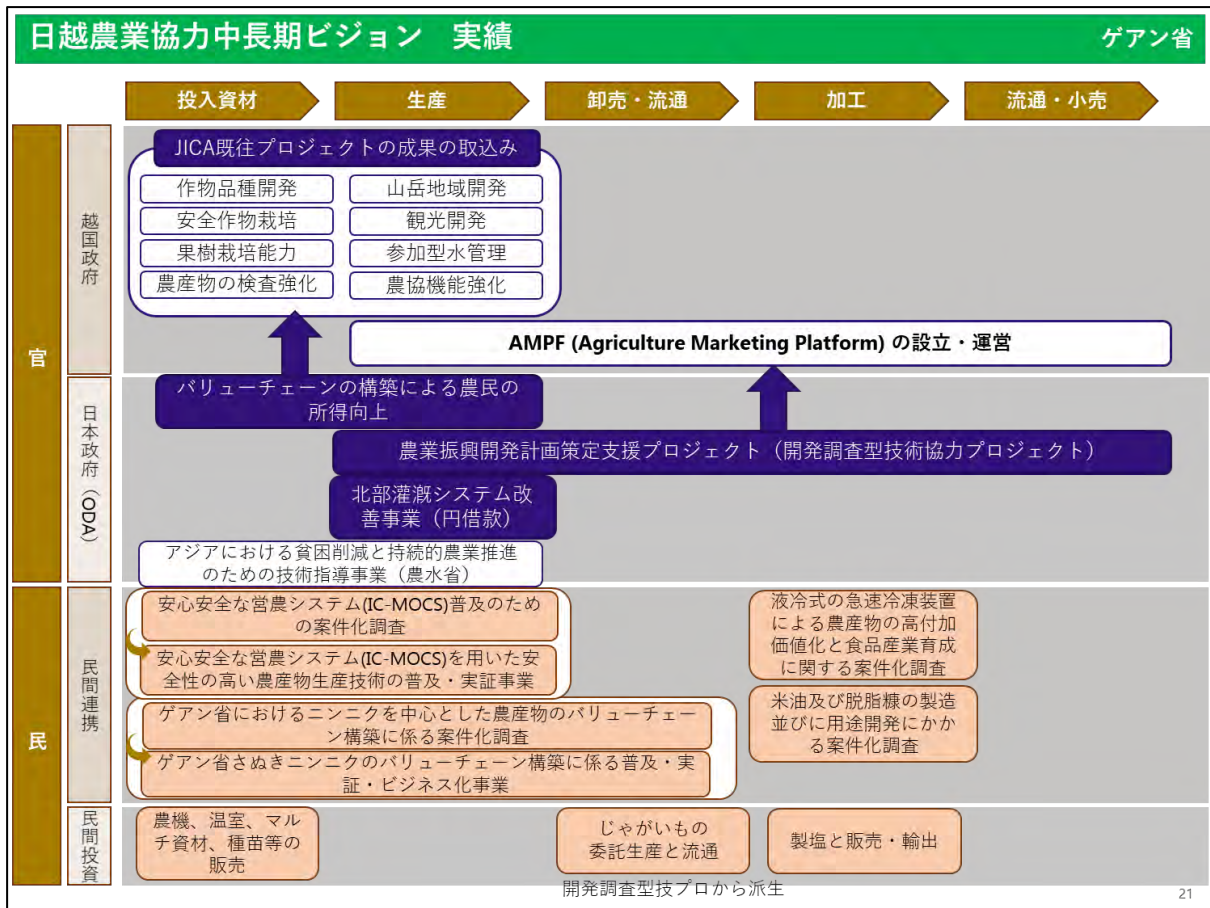 日越農業協力中長期ビジョン　実績
ゲアン省
投入資材
生産
卸売・流通
加工
流通・小売
官
越国政府
JICA既往プロジェクトの成果の取込み
作物品種開発
山岳地域開発
安全作物栽培
観光開発
果樹栽培能力
参加型水管理
農産物の検査強化
農協機能強化
AMPF (Agriculture Marketing Platform) の設立・運営
日本政府（ODA）
バリューチェーンの構築による農民の
所得向上
農業振興開発計画策定支援プロジェクト（開発調査型技術協力プロジェクト）
北部灌漑システム改
善事業（円借款）
アジアにおける貧困削減と持続的農業推進
のための技術指導事業（農水省）
民
民間連携
安心安全な営農システム(IC-MOCS)普及のため
の案件化調査
安心安全な営農システム(IC-MOCS)を用いた安
全性の高い農産物生産技術の普及・実証事業
ゲアン省におけるニンニクを中心とした農産物のバリューチェー
ン構築に係る案件化調査
ゲアン省さぬきニンニクのバリューチェーン構築に係る普及・実
証・ビジネス化事業
液冷式の急速冷凍装置
による農産物の高付加
価値化と食品産業育成
に関する案件化調査
米油及び脱脂糠の製造
並びに用途開発にかか
る案件化調査
民間投資
農機、温室、マル
チ資材、種苗等の
販売
じゃがいもの
委託生産と流通
製塩と販売・輸出
開発調査型技プロから派生
21